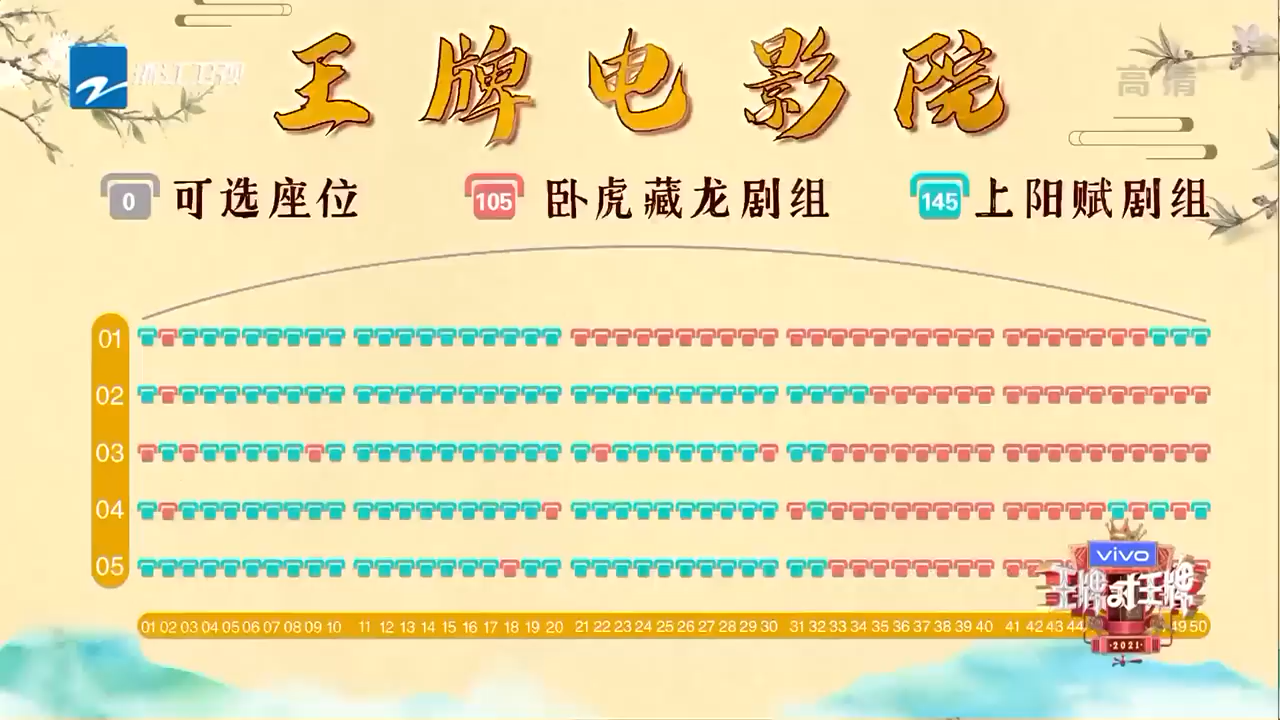 王牌电影院
浙江卫视
高清
0 可选座位
105 卧虎藏龙剧组
145 上阳赋剧组
01
02
03
04
05
vivo
王牌对王牌
2021
01 02 03 04 05 06 07 08 09 10 11 12 13 14 15 16 17 18 19 20 21 22 23 24 25 26 27 28 29 30 31 32 33 34 35 36 37 38 39 40 41 42 43 44 49 50